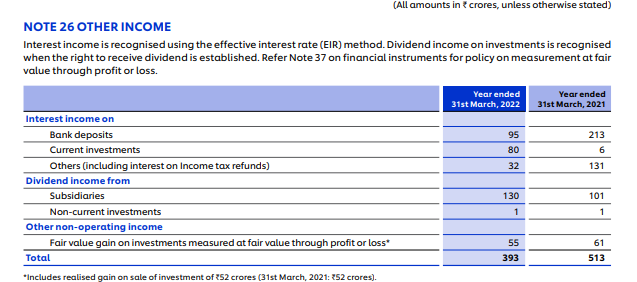 (All amounts in ₹ crores, unless otherwise stated)
NOTE 26 OTHER INCOME
Interest income is recognised using the effective interest rate (EIR) method. Dividend income on investments is recognised
when the right to receive dividend is established. Refer Note 37 on financial instruments for policy on measurement at fair
value through profit or loss.
Year ended 31st March, 2022 Year ended 31st March, 2021
Interest income on
Bank deposits 95 213
Current investments 80 6
Others (including interest on Income tax refunds) 32 131
Dividend income from
Subsidiaries 130 101
Non-current investments 1 1
Other non-operating income
Fair value gain on investments measured at fair value through profit or loss* 55 61
Total 393 513
*Includes realised gain on sale of investment of ₹52 crores (31st March, 2021: ₹52 crores).